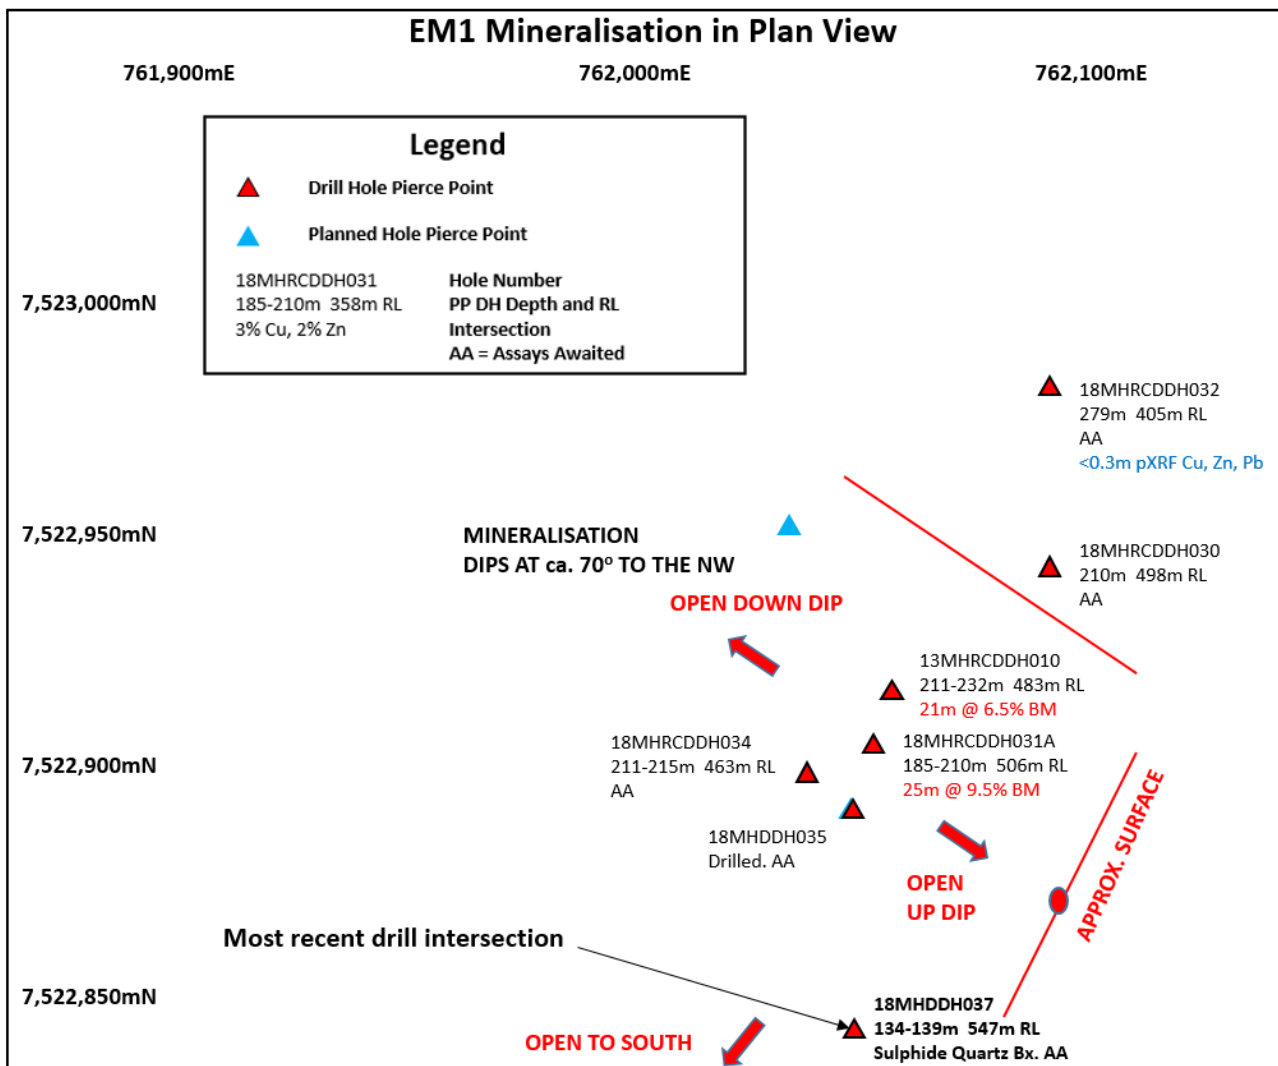 EM1 Mineralisation in Plan View
761,900mE
762,000mE
762,100mE
Legend
Drill Hole Pierce Point
Planned Hole Pierce Point
18MHRCDDH031
Hole Number
185-210m 358m RL
PP DH Depth and RL
3% Cu, 2% Zn
Intersection
AA = Assays Awaited
7,523,000mN
18MHRCDDH032
279m 405m RL
AA
<0.3m pXRF Cu, Zn, Pb
7,522,950mN
MINERALISATION
DIPS AT ca. 70° TO THE NW
18MHRCDDH030
210m 498m RL
AA
OPEN DOWN DIP
13MHRCDDH010
211-232m 483m RL
21m @ 6.5% BM
18MHRCDDH034
211-215m 463m RL
AA
18MHRCDDH031A
185-210m 506m RL
25m @ 9.5% BM
7,522,900mN
18MHDDH035
Drilled. AA
OPEN
UP DIP
APPROX. SURFACE
Most recent drill intersection
7,522,850mN
18MHDDH037
134-139m 547m RL
Sulphide Quartz Bx. AA
OPEN TO SOUTH